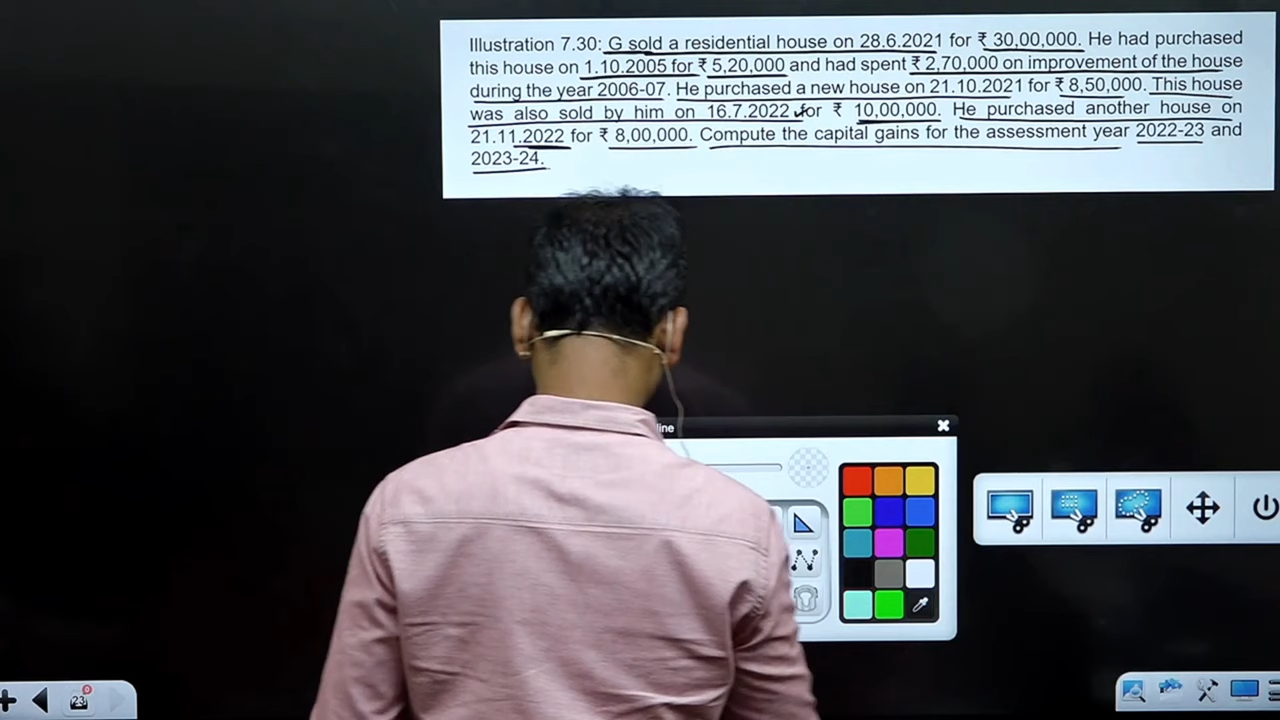 Illustration 7.30: G sold a residential house on 28.6.2021 for ₹ 30,00,000. He had purchased
this house on 1.10.2005 for ₹ 5,20,000 and had spent ₹ 2,70,000 on improvement of the house
during the year 2006-07. He purchased a new house on 21.10.2021 for ₹ 8,50,000. This house
was also sold by him on 16.7.2022 for ₹ 10,00,000. He purchased another house on
21.11.2022 for ₹ 8,00,000. Compute the capital gains for the assessment year 2022-23 and
2023-24.
line
23
0